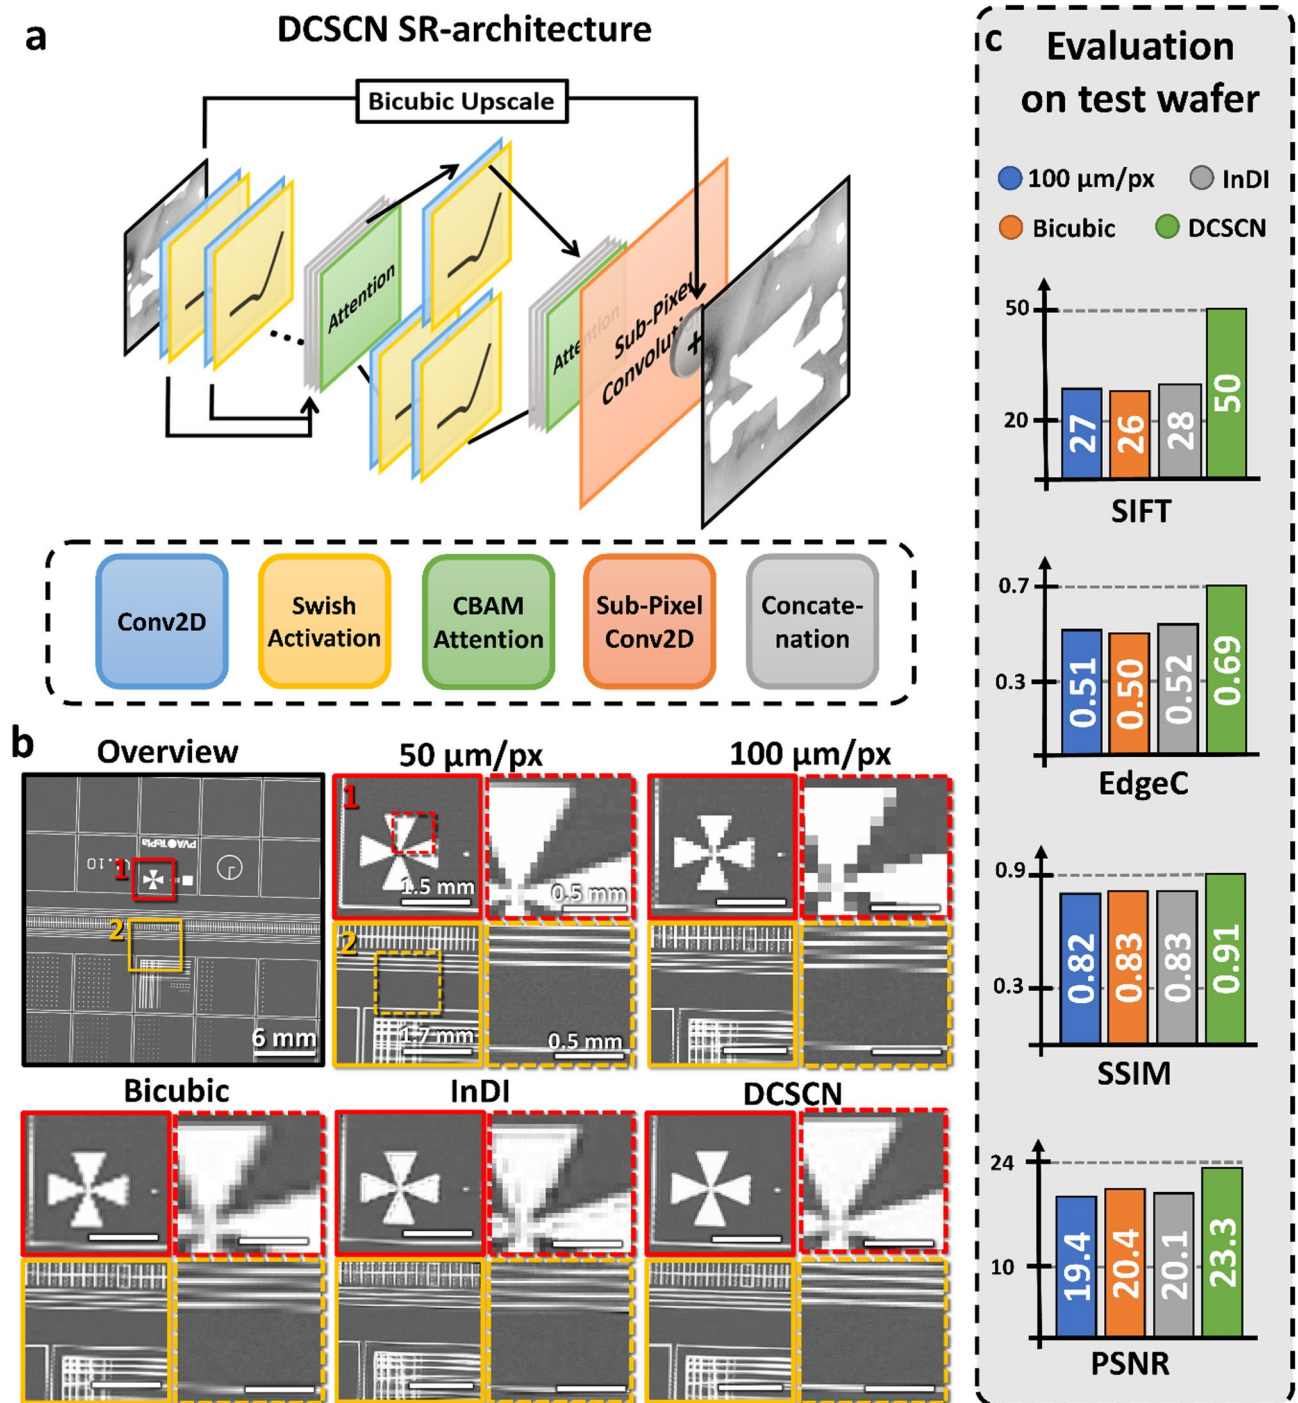 a
DCSCN SR-architecture
Bicubic Upscale
Attention
Attention
Sub-Pixel
Convolution
+
Conv2D
Swish
Activation
CBAM
Attention
Sub-Pixel
Conv2D
Concate-
nation
b
Overview
50 µm/px
100 µm/px
PVA TePla
10
1
2
6 mm
1
1.5 mm
0.5 mm
2
1.7 mm
0.5 mm
Bicubic
InDI
DCSCN
c
Evaluation
on test wafer
100 µm/px
InDI
Bicubic
DCSCN
50
20
27
26
28
50
SIFT
0.7
0.3
0.51
0.50
0.52
0.69
EdgeC
0.9
0.3
0.82
0.83
0.83
0.91
SSIM
24
10
19.4
20.4
20.1
23.3
PSNR